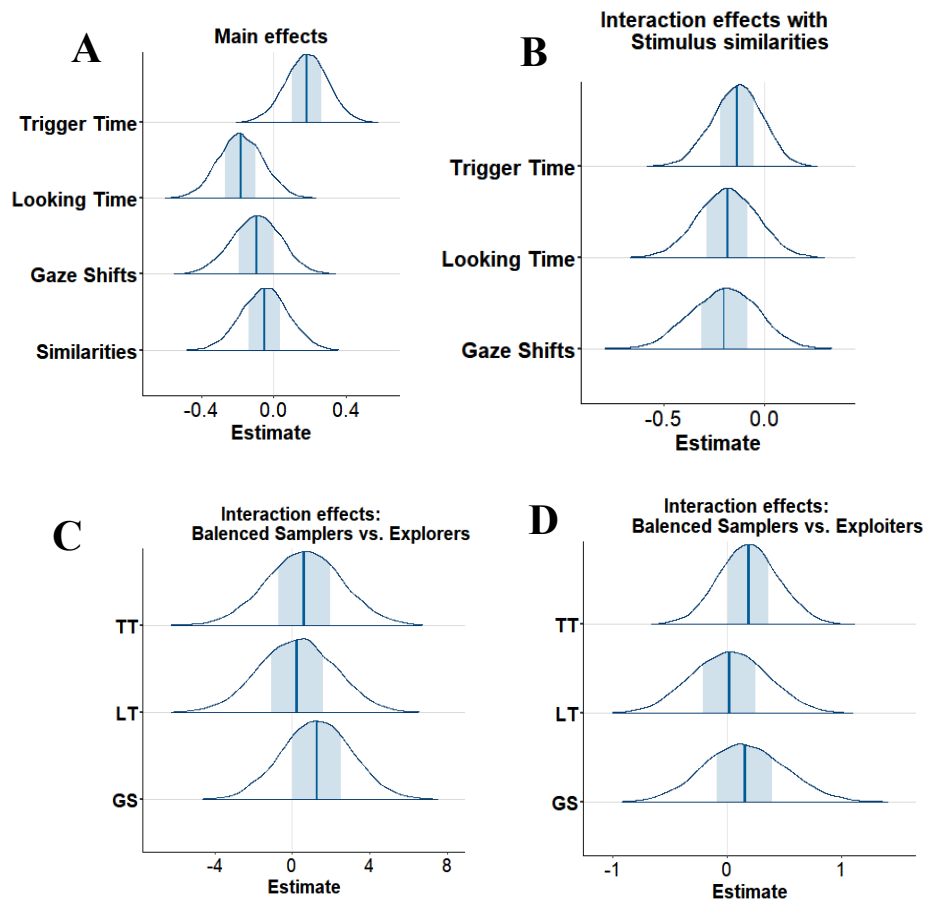 A
Main effects
Trigger Time
Looking Time
Gaze Shifts
Similarities
-0.4 0.0 0.4
Estimate
B
Interaction effects with
Stimulus similarities
Trigger Time
Looking Time
Gaze Shifts
-0.5 0.0
Estimate
C
Interaction effects:
Balenced Samplers vs. Explorers
TT
LT
GS
-4 0 4 8
Estimate
D
Interaction effects:
Balenced Samplers vs. Exploiters
TT
LT
GS
-1 0 1
Estimate